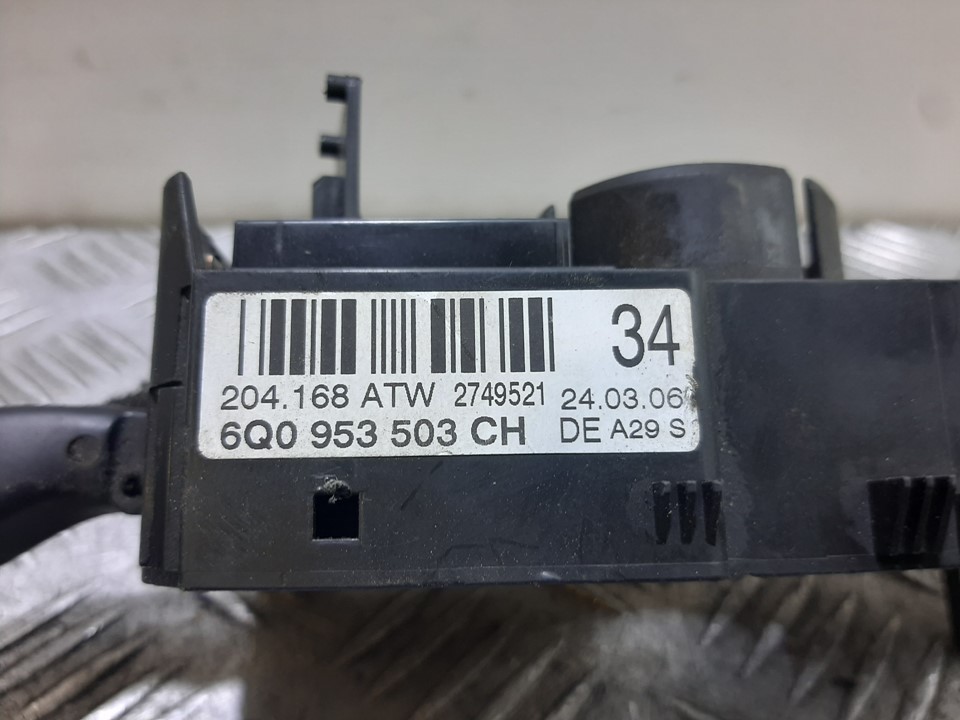 34
204.168 ATW 2749521 24.03.06
6Q0 953 503 CH DE A29 S